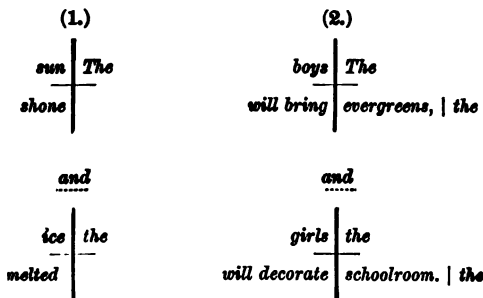 (1.) (2.)
sun The boys The
shone will bring evergreens, | the
and and
ice the girls the
melted will decorate schoolroom. | the